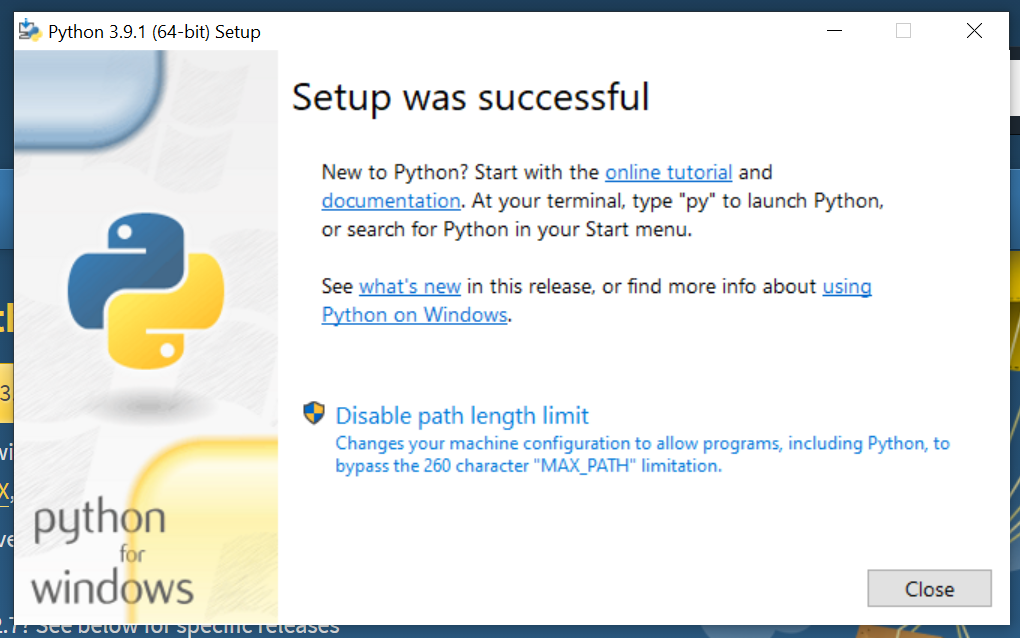 Python 3.9.1 (64-bit) Setup
Setup was successful
New to Python? Start with the online tutorial and
documentation. At your terminal, type "py" to launch Python,
or search for Python in your Start menu.
See what's new in this release, or find more info about using
Python on Windows.
Disable path length limit
Changes your machine configuration to allow programs, including Python, to
bypass the 260 character "MAX_PATH" limitation.
python
for
windows
Close
3
wi
X,
ve
2.7? See below for specific releases